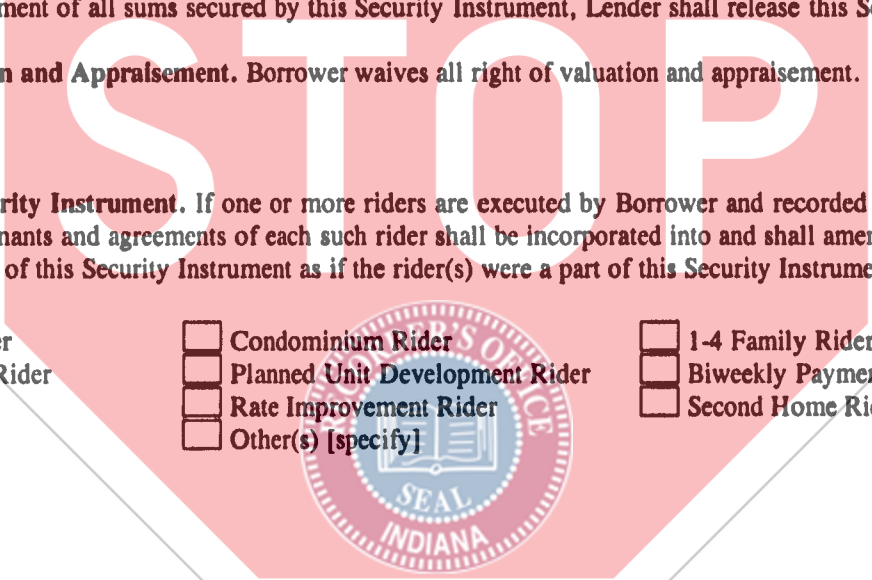 STOP
ment of all sums secured by this Security Instrument, Lender shall release this S
n and Appraisement. Borrower waives all right of valuation and appraisement.
rity Instrument. If one or more riders are executed by Borrower and recorded
nants and agreements of each such rider shall be incorporated into and shall amen
of this Security Instrument as if the rider(s) were a part of this Security Instrume
er Condominium Rider 1-4 Family Rider
Rider Planned Unit Development Rider Biweekly Paymen
Rate Improvement Rider Second Home Ri
Other(s) [specify]
RECORDER'S OFFICE
SEAL
INDIANA